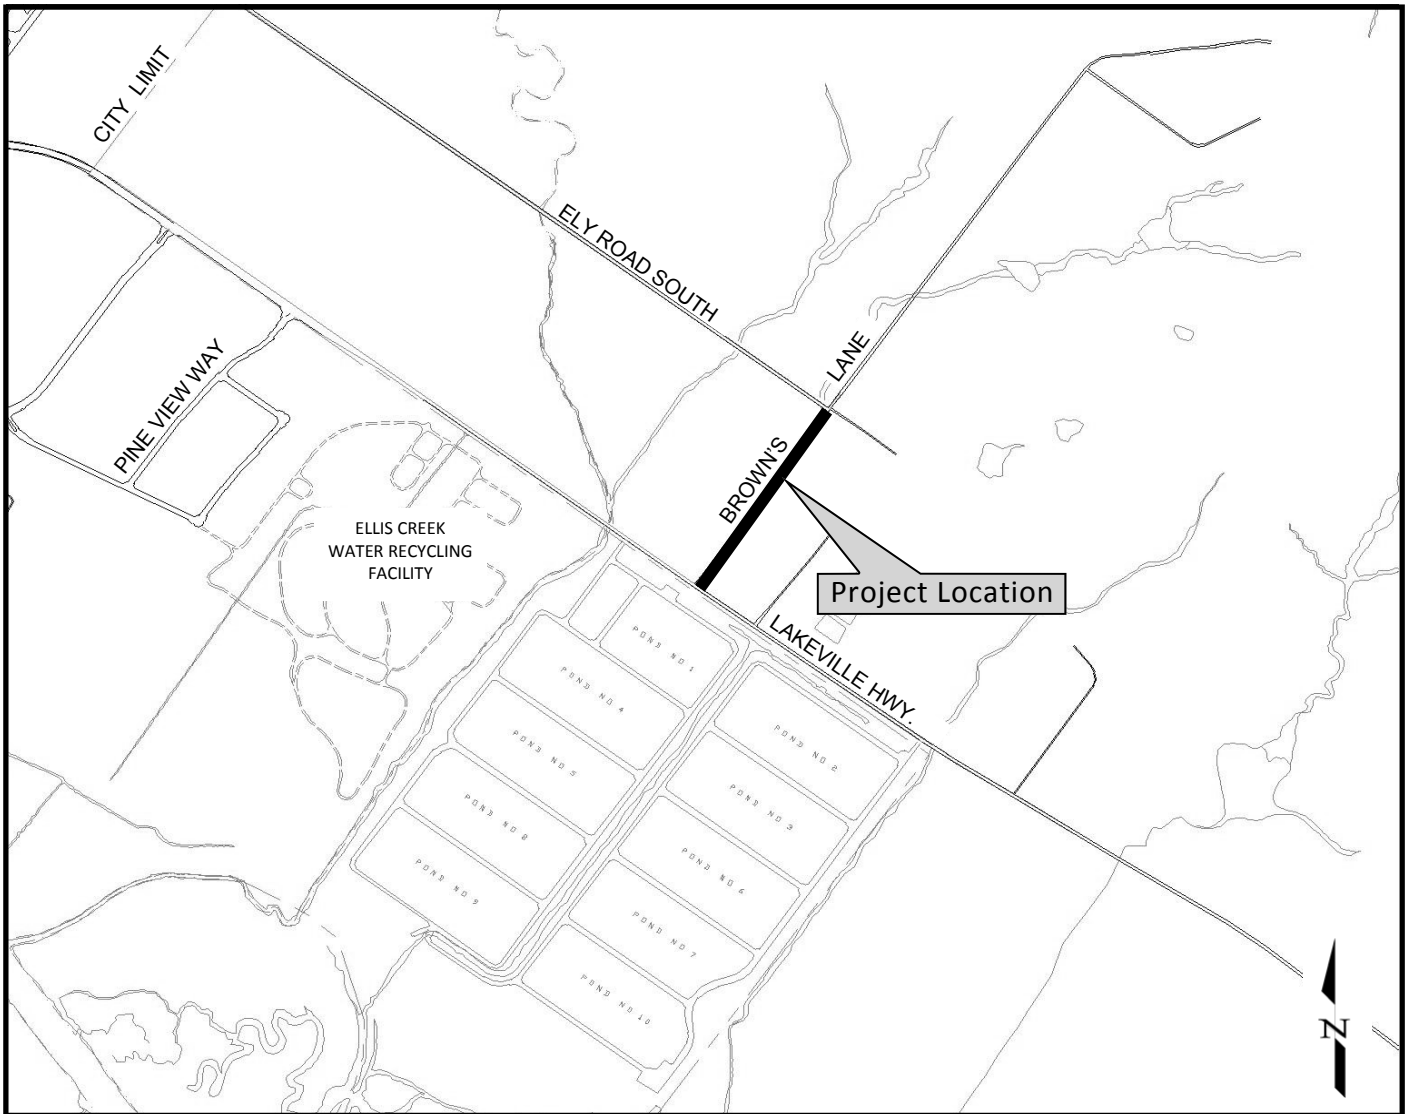 CITY LIMIT
ELY ROAD SOUTH
LANE
PINE VIEW WAY
BROWN'S
ELLIS CREEK
WATER RECYCLING
FACILITY
Project Location
LAKEVILLE HWY.
POND NO 1
POND NO 4
POND NO 2
POND NO 5
POND NO 3
POND NO 8
POND NO 6
POND NO 9
POND NO 7
POND NO 10
N